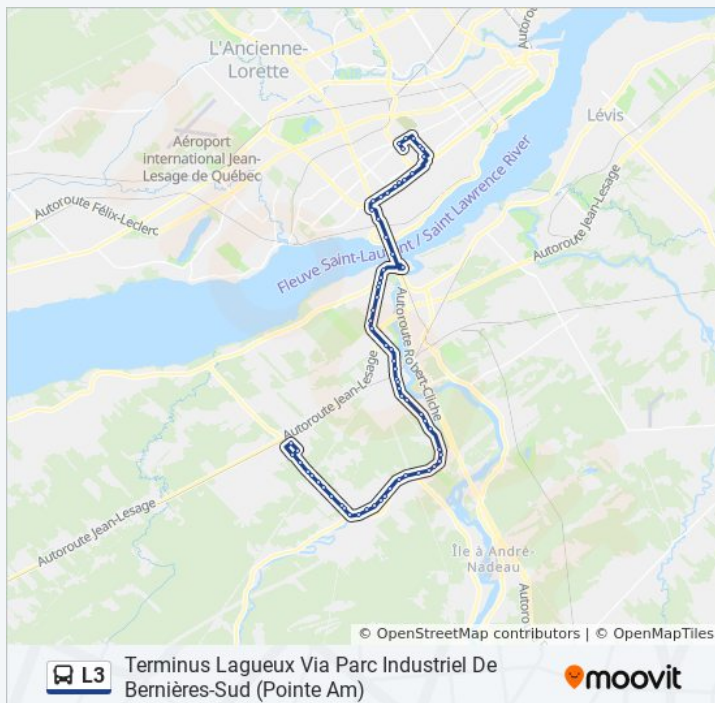 L'Ancienne-
Lorette
Autorou
Lévis
Aéroport
international Jean-
Lesage de Québec
Autoroute Félix-Leclerc
Fleuve Saint-Laurent / Saint Lawrence River
Autoroute Jean-Lesage
Autoroute Robert-Cliche
Autoroute Jean-Lesage
Autoroute Jean-Lesage
Île à André-
Nadeau
Autoro
© OpenStreetMap contributors | © OpenMapTiles
L3
Terminus Lagueux Via Parc Industriel De
Bernières-Sud (Pointe Am)
moovit